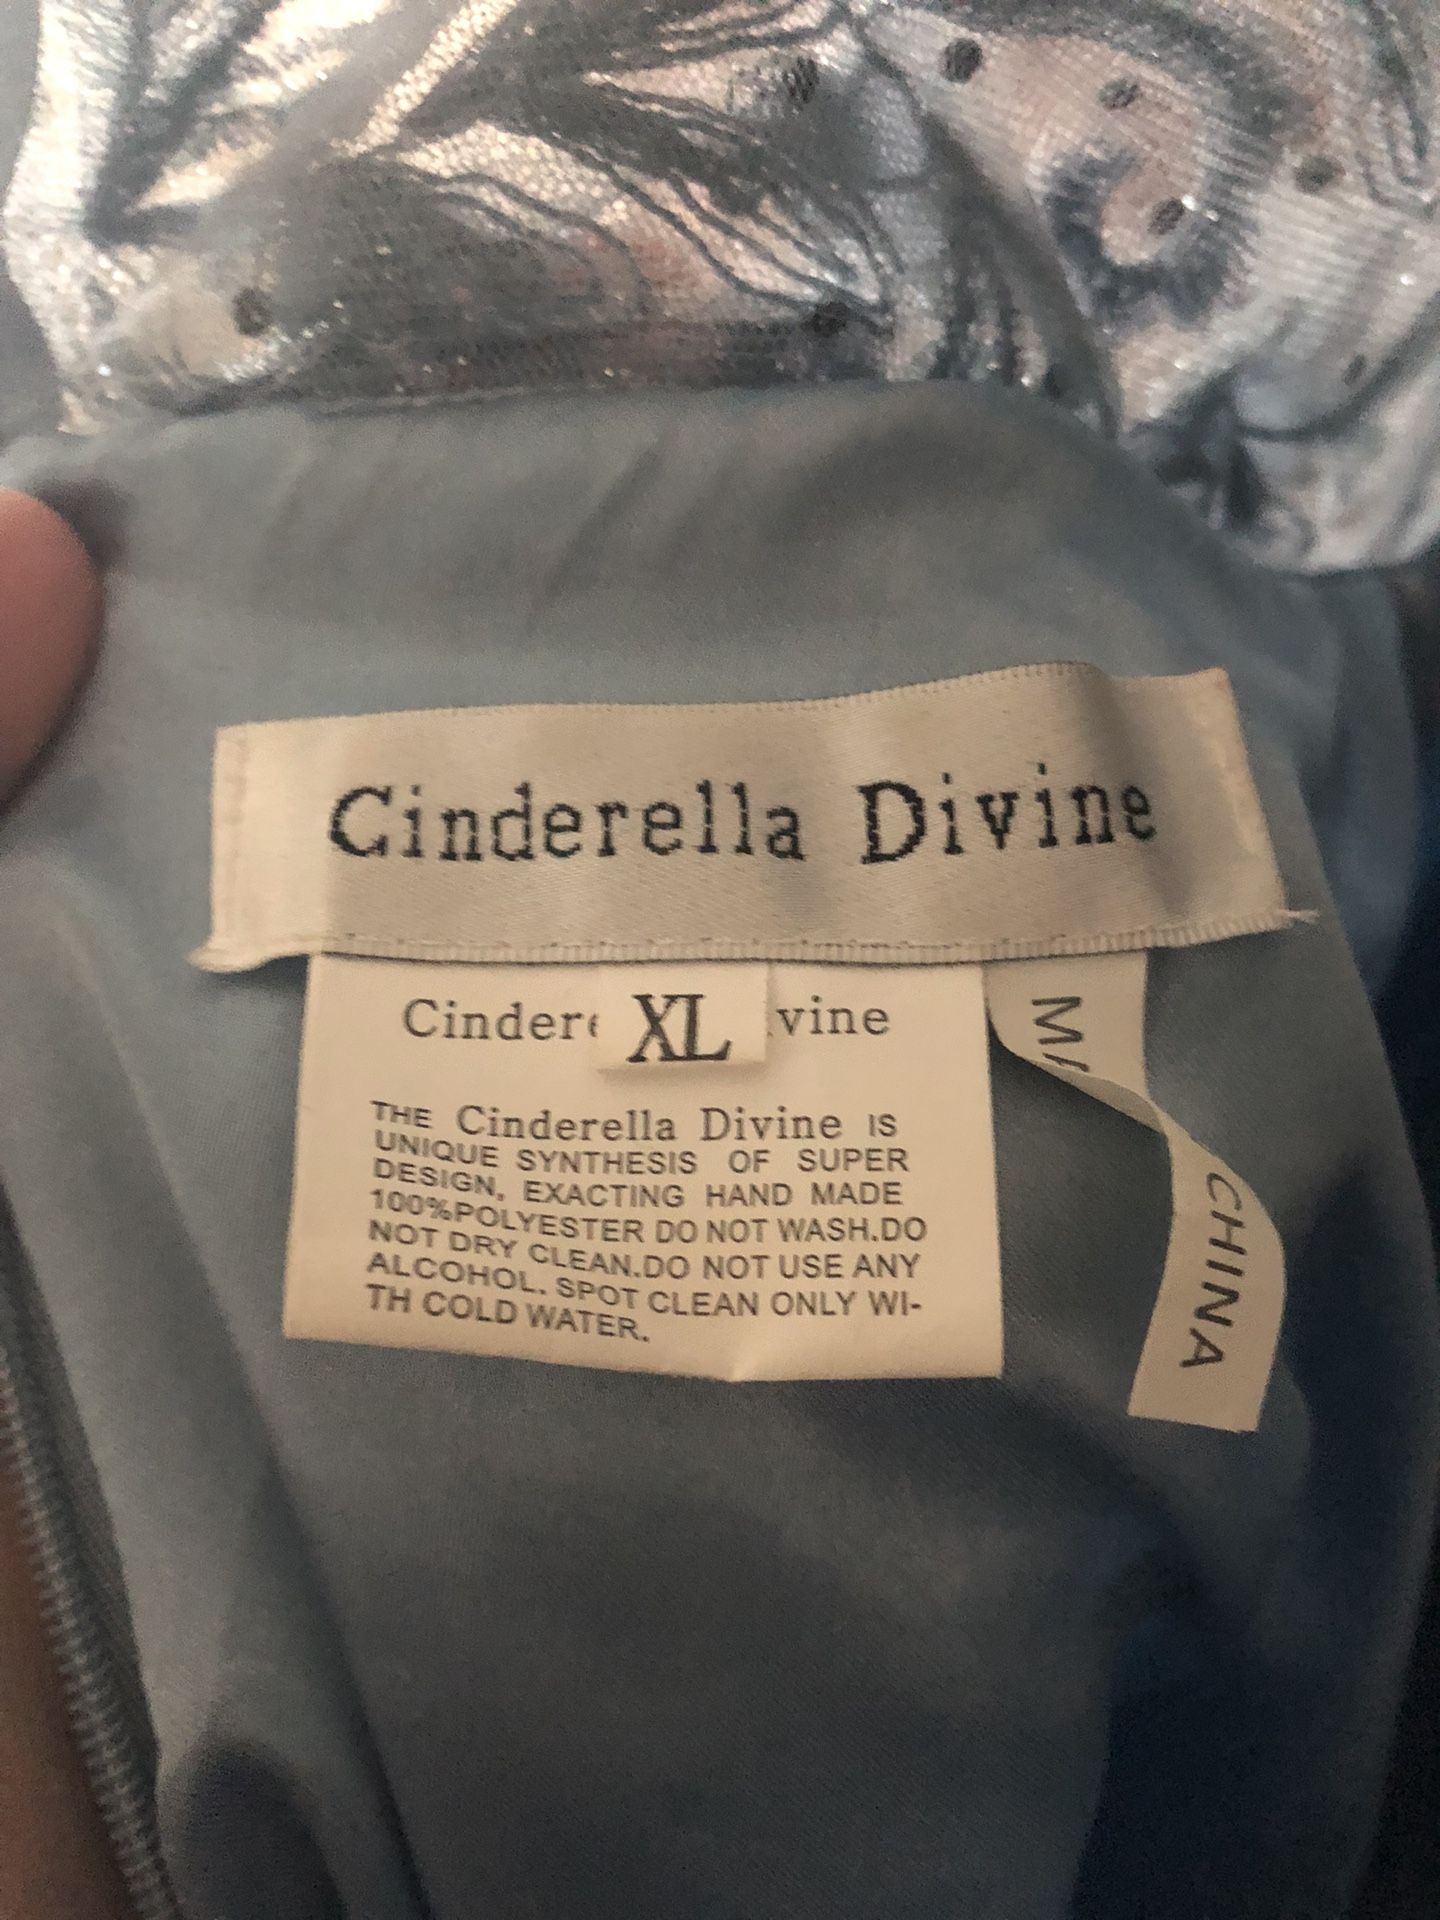 Cinderella Divine
XL
vine
THE Cinderella Divine IS
UNIQUE SYNTHESIS OF SUPER
DESIGN, EXACTING HAND MADE
100%POLYESTER DO NOT WASH.DO
NOT DRY CLEAN.DO NOT USE ANY
ALCOHOL. SPOT CLEAN ONLY WI-
TH COLD WATER.
CHINA